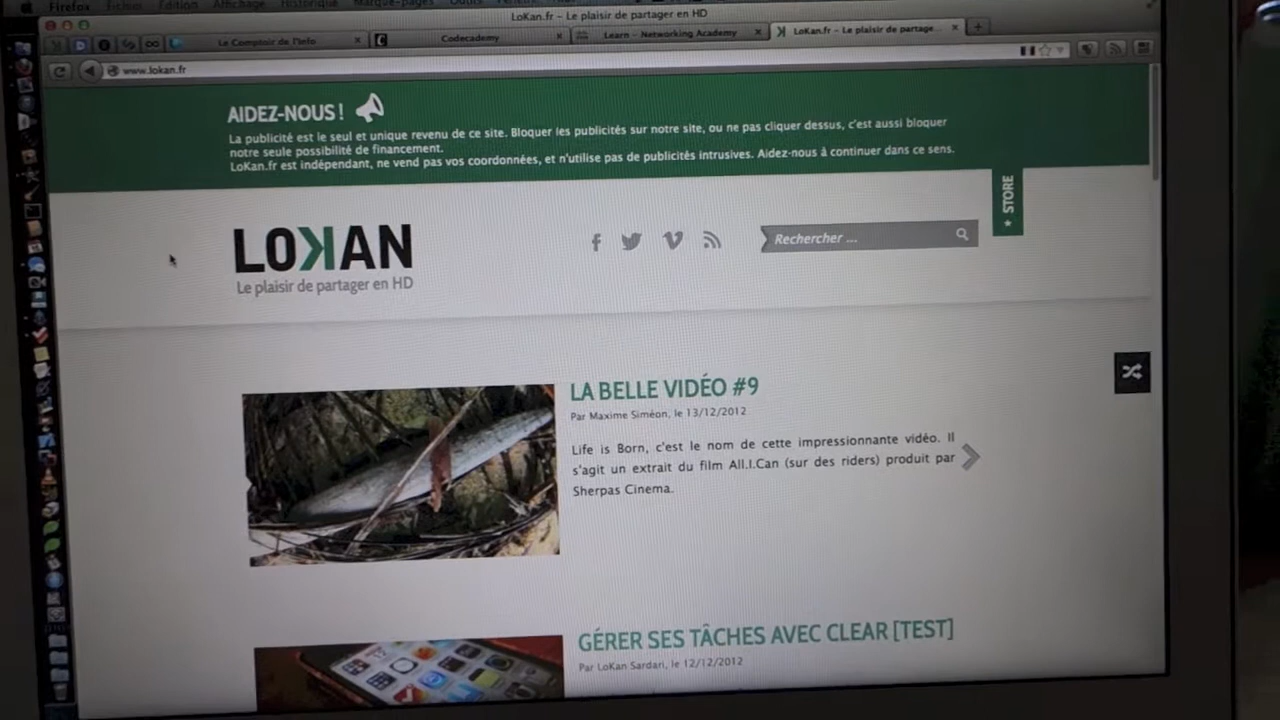 Firefox Fichier Édition Affichage Historique Marque-pages Outils
LoKan.fr – Le plaisir de partager en HD
Le Comptoir de l'info
Codecademy
Learn – Networking Academy
LoKan.fr – Le plaisir de partage...
www.lokan.fr
AIDEZ-NOUS !
La publicité est le seul et unique revenu de ce site. Bloquer les publicités sur notre site, ou ne pas cliquer dessus, c'est aussi bloquer
notre seule possibilité de financement.
LoKan.fr est indépendant, ne vend pas vos coordonnées, et n'utilise pas de publicités intrusives. Aidez-nous à continuer dans ce sens.
STORE
LOKAN
Rechercher ...
Le plaisir de partager en HD
LA BELLE VIDÉO #9
Par Maxime Siméon, le 13/12/2012
Life is Born, c'est le nom de cette impressionnante vidéo. Il
s'agit un extrait du film All.I.Can (sur des riders) produit par
Sherpas Cinema.
GÉRER SES TÂCHES AVEC CLEAR [TEST]
Par LoKan Sardari, le 12/12/2012